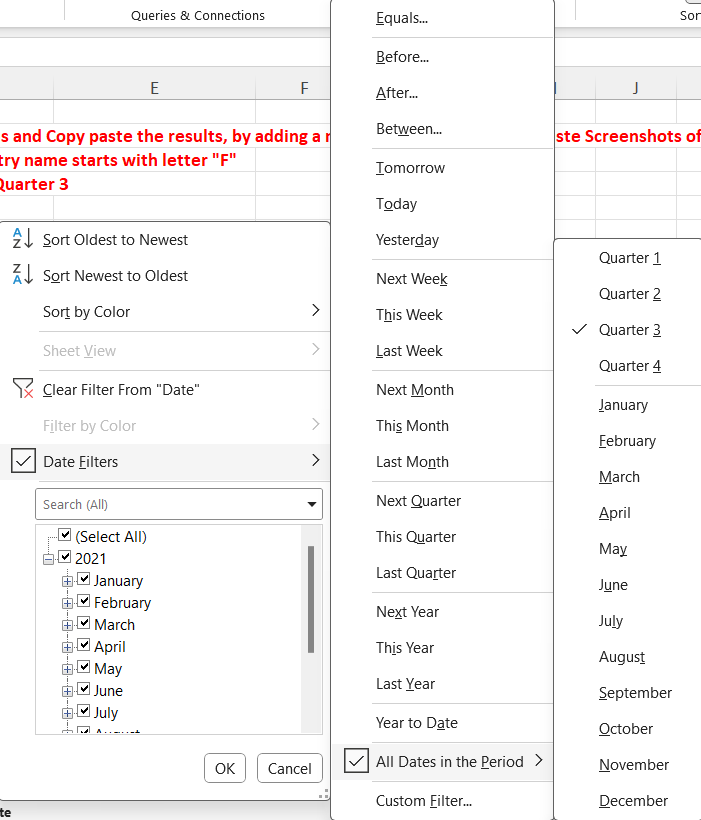 Queries & Connections
Sor
E
F
J
s and Copy paste the results, by adding a
ste Screenshots of
try name starts with letter "F"
Quarter 3
Sort Oldest to Newest
Sort Newest to Oldest
Sort by Color
Sheet View
Clear Filter From "Date"
Filter by Color
Date Filters
Search (All)
(Select All)
2021
January
February
March
April
May
June
July
August
OK
Cancel
te
Equals...
Before...
After...
Between...
Tomorrow
Today
Yesterday
Next Week
This Week
Last Week
Next Month
This Month
Last Month
Next Quarter
This Quarter
Last Quarter
Next Year
This Year
Last Year
Year to Date
All Dates in the Period
Custom Filter...
Quarter 1
Quarter 2
Quarter 3
Quarter 4
January
February
March
April
May
June
July
August
September
October
November
December